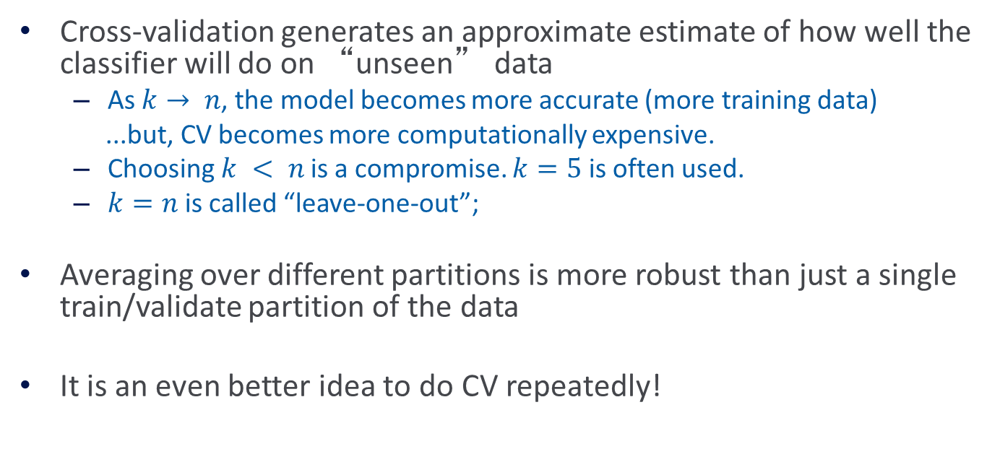 • Cross-validation generates an approximate estimate of how well the
classifier will do on “unseen” data
– As k → n, the model becomes more accurate (more training data)
...but, CV becomes more computationally expensive.
– Choosing k < n is a compromise. k = 5 is often used.
– k = n is called “leave-one-out”;
• Averaging over different partitions is more robust than just a single
train/validate partition of the data
• It is an even better idea to do CV repeatedly!